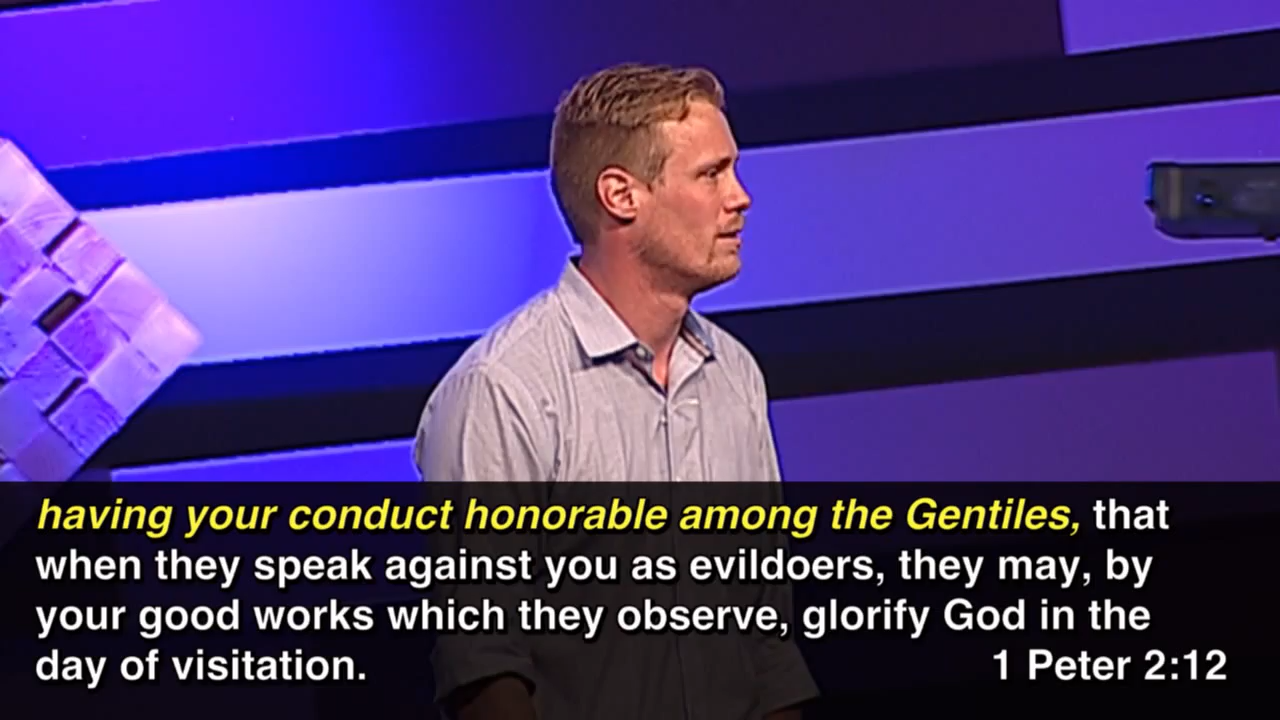 having your conduct honorable among the Gentiles, that
when they speak against you as evildoers, they may, by
your good works which they observe, glorify God in the
day of visitation.
1 Peter 2:12